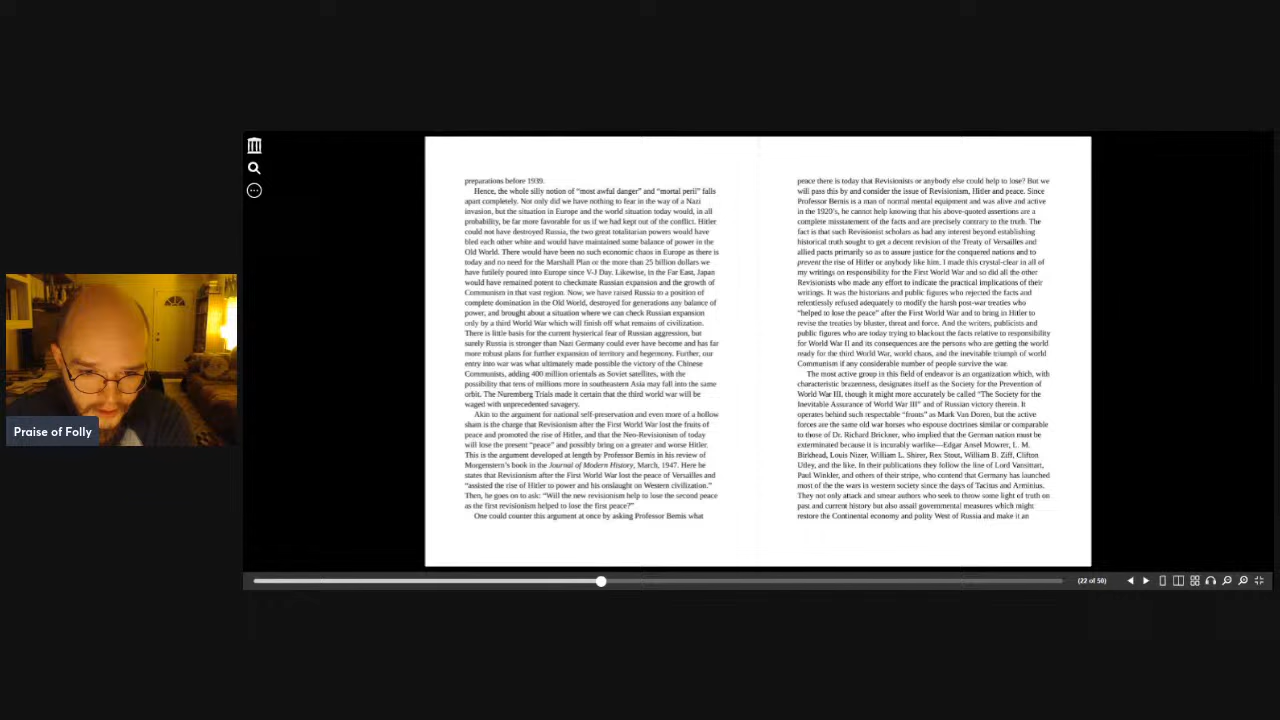 preparations before 1939.
Hence, the whole silly notion of “most awful danger” and “mortal peril” falls
apart completely. Not only did we have nothing to fear in the way of a Nazi
invasion, but the situation in Europe and the world situation today would, in all
probability, be far more favorable for as if we had kept out of the conflict. Hitler
could not have destroyed Russia, the two great totalitarian powers would have
bled each other white and would have maintained some balance of power in the
Old World. There would have been no such economic chaos in Europe as there is
today and no need for the Marshall Plan or the more than 25 billion dollars we
have futilely poured into Europe since V-J Day. Likewise, in the Far East, Japan
would have remained potent to checkmate Russian expansion and the growth of
Communism in that vast region. Now, we have raised Russia to a position of
complete domination in the Old World, destroyed for generations any balance of
power, and brought about a situation where we can check Russian expansion
only by a third World War which will finish off what remains of civilization.
There is little basis for the current hysterical fear of Russian aggression, but
surely Russia is stronger than Nazi Germany could ever have become and has far
more robust plans for further expansion of territory and hegemony. Further, our
entry into war was what ultimately made possible the victory of the Chinese
Communists, adding 400 million orientals as Soviet satellites, with the
possibility that tens of millions more in southeastern Asia may fall into the same
orbit. The Nuremberg Trials made it certain that the third world war will be
waged with unprecedented savagery.
Akin to the argument for national self-preservation and even more of a hollow
sham is the charge that Revisionism after the First World War lost the fruits of
peace and promoted the rise of Hitler, and that the Neo-Revisionism of today
will lose the present “peace” and possibly bring on a greater and worse Hitler.
This is the argument developed at length by Professor Bemis in his review of
Morgenstern's book in the Journal of Modern History, March, 1947. Here he
states that Revisionism after the First World War lost the peace of Versailles and
“assisted the rise of Hitler to power and his onslaught on Western civilization.”
Then, he goes on to ask: “Will the new revisionism help to lose the second peace
as the first revisionism helped to lose the first peace?”
One could counter this argument at once by asking Professor Bemis what
peace there is today that Revisionists or anybody else could help to lose? But we
will pass this by and consider the issue of Revisionism, Hitler and peace. Since
Professor Bemis is a man of normal mental equipment and was alive and active
in the 1920's, he cannot help knowing that his above-quoted assertions are a
complete misstatement of the facts and are precisely contrary to the truth. The
fact is that such Revisionist scholars as had any interest beyond establishing
historical truth sought to get a decent revision of the Treaty of Versailles and
allied pacts primarily so as to assure justice for the conquered nations and to
prevent the rise of Hitler or anybody like him. I made this crystal-clear in all of
my writings on responsibility for the First World War and so did all the other
Revisionists who made any effort to indicate the practical implications of their
writings. It was the historians and public figures who rejected the facts and
relentlessly refused adequately to modify the harsh post-war treaties who
“helped to lose the peace” after the First World War and to bring in Hitler to
revise the treaties by bluster, threat and force. And the writers, publicists and
public figures who are today trying to blackout the facts relative to responsibility
for World War II and its consequences are the persons who are getting the world
ready for the third World War, world chaos, and the inevitable triumph of world
Communism if any considerable number of people survive the war.
The most active group in this field of endeavor is an organization which, with
characteristic brazenness, designates itself as the Society for the Prevention of
World War III, though it might more accurately be called “The Society for the
Inevitable Assurance of World War III” and of Russian victory therein. It
operates behind such respectable “fronts” as Mark Van Doren, but the active
forces are the same old war horses who espouse doctrines similar or comparable
to those of Dr. Richard Brickner, who implied that the German nation must be
exterminated because it is incurably warlike—Edgar Ansel Mowrer, L. M.
Birkhead, Louis Nizer, William L. Shirer, Rex Stout, William B. Ziff, Clifton
Utley, and the like. In their publications they follow the line of Lord Vansittart,
Paul Winkler, and others of their stripe, who contend that Germany has launched
most of the the wars in western society since the days of Tacitus and Arminius.
They not only attack and smear authors who seek to throw some light of truth on
past and current history but also assail governmental measures which might
restore the Continental economy and polity West of Russia and make it an
Praise of Folly
(22 of 50)